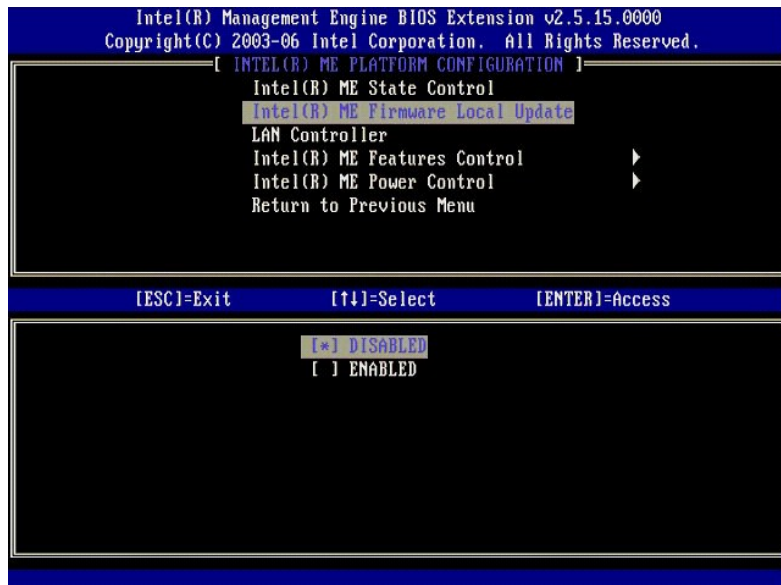 Intel(R) Management Engine BIOS Extension v2.5.15.0000
Copyright(C) 2003-06 Intel Corporation. All Rights Reserved.
[ INTEL(R) ME PLATFORM CONFIGURATION ]
Intel(R) ME State Control
Intel(R) ME Firmware Local Update
LAN Controller
Intel(R) ME Features Control
Intel(R) ME Power Control
Return to Previous Menu
[ESC]=Exit [↑↓]=Select [ENTER]=Access
[*] DISABLED
[ ] ENABLED